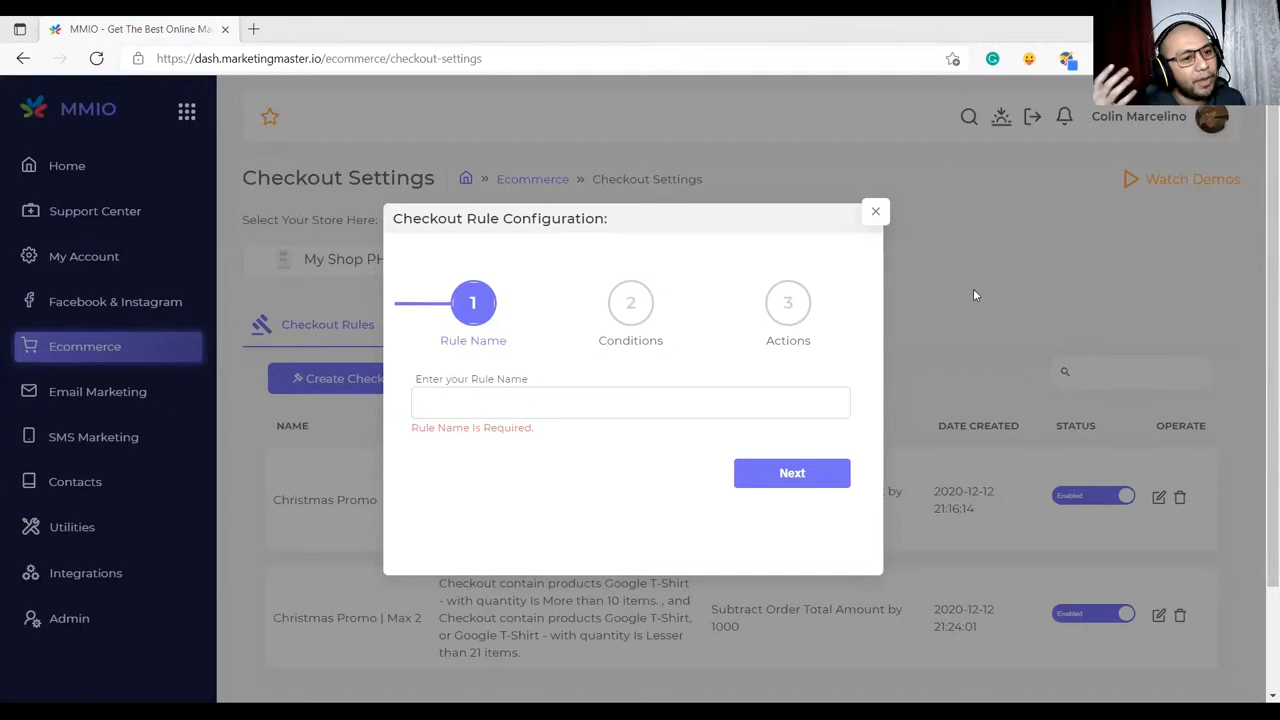 MMIO - Get The Best Online Ma
https://dash.marketingmaster.io/ecommerce/checkout-settings
MMIO
Colin Marcelino
Home
Support Center
My Account
Facebook & Instagram
Ecommerce
Email Marketing
SMS Marketing
Contacts
Utilities
Integrations
Admin
Checkout Settings
» Ecommerce » Checkout Settings
Watch Demos
Select Your Store Here:
My Shop PH
Checkout Rules
Create Check
Checkout Rule Configuration:
1
2
3
Rule Name
Conditions
Actions
Enter your Rule Name
Rule Name Is Required.
Next
NAME
DATE CREATED
STATUS
OPERATE
Christmas Promo
by
2020-12-12
21:16:14
Enabled
Christmas Promo | Max 2
Checkout contain products Google T-Shirt
- with quantity Is More than 10 items. , and
Checkout contain products Google T-Shirt,
or Google T-Shirt - with quantity Is Lesser
than 21 items.
Subtract Order Total Amount by
1000
2020-12-12
21:24:01
Enabled